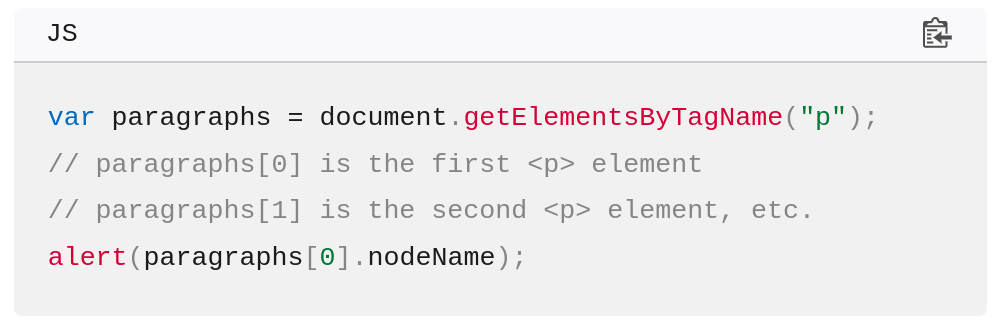 JS
var paragraphs = document.getElementsByTagName("p");
// paragraphs[0] is the first <p> element
// paragraphs[1] is the second <p> element, etc.
alert(paragraphs[0].nodeName);